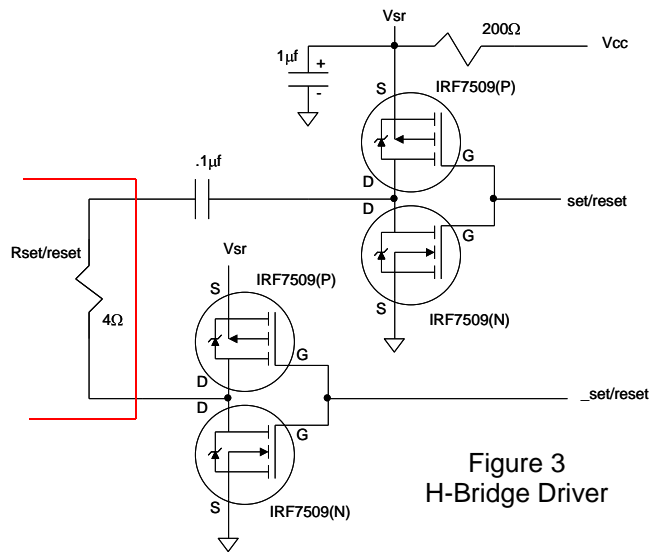 Vsr
200Ω
Vcc
1µf
+
-
S
IRF7509(P)
G
D
.1µf
D
set/reset
G
Rset/reset
Vsr
S
IRF7509(P)
S
IRF7509(N)
4Ω
G
D
D
_set/reset
G
S
IRF7509(N)
Figure 3
H-Bridge Driver